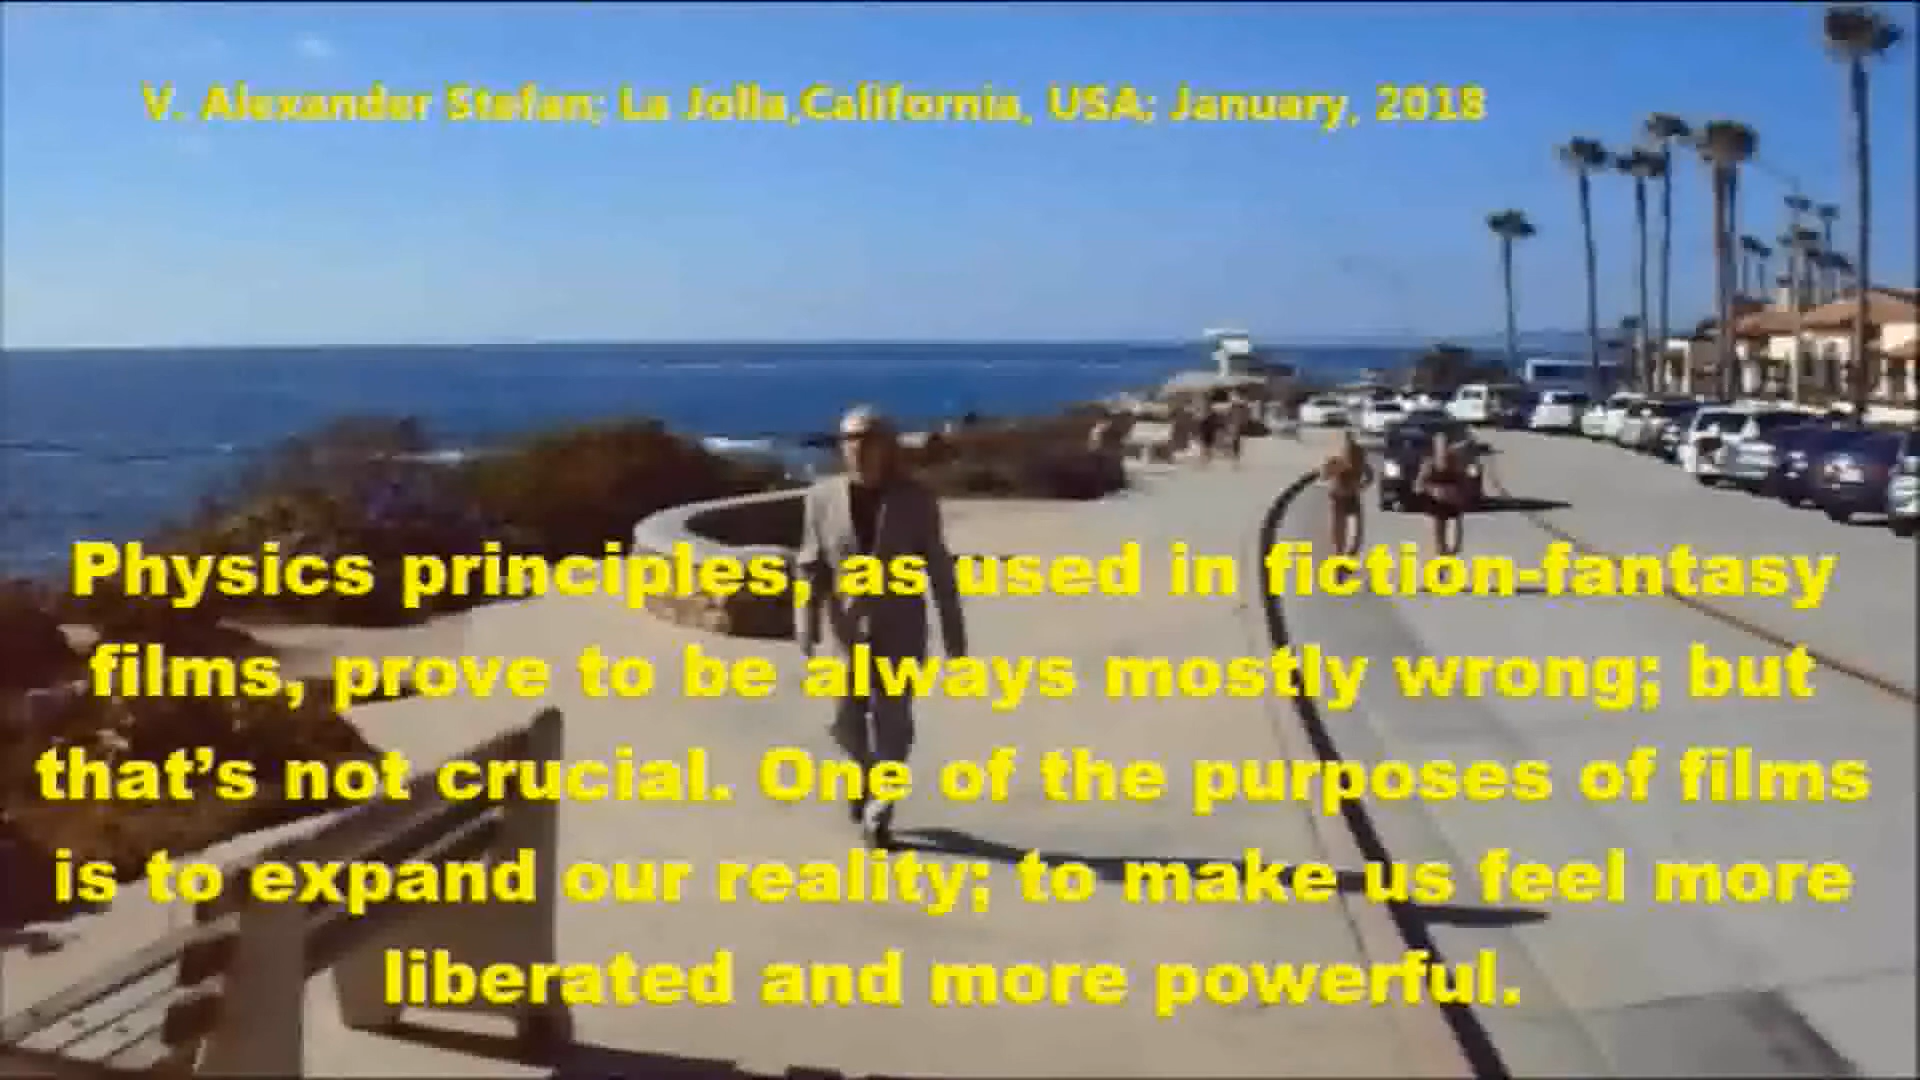 V. Alexander Stefan; La Jolla,California, USA; January, 2018
Physics principles, as used in fiction-fantasy
films, prove to be always mostly wrong; but
that’s not crucial. One of the purposes of films
is to expand our reality; to make us feel more
liberated and more powerful.